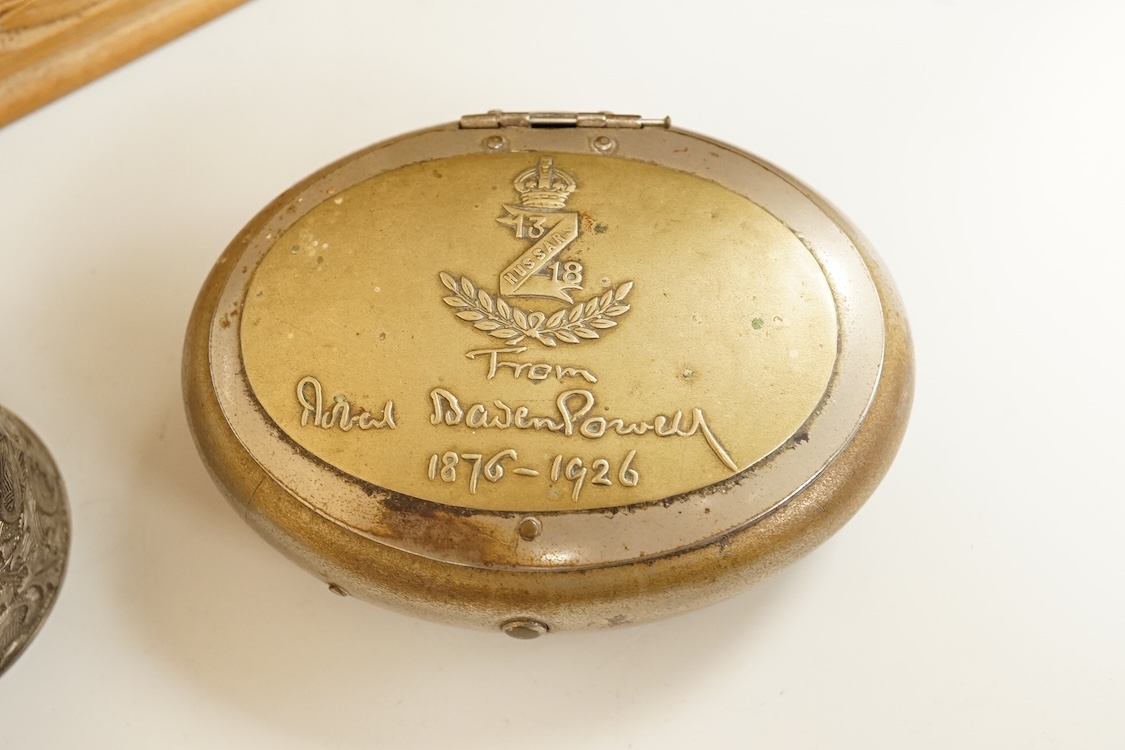 13
HUSSARS
18
From
Robert Baden Powell
1876-1926